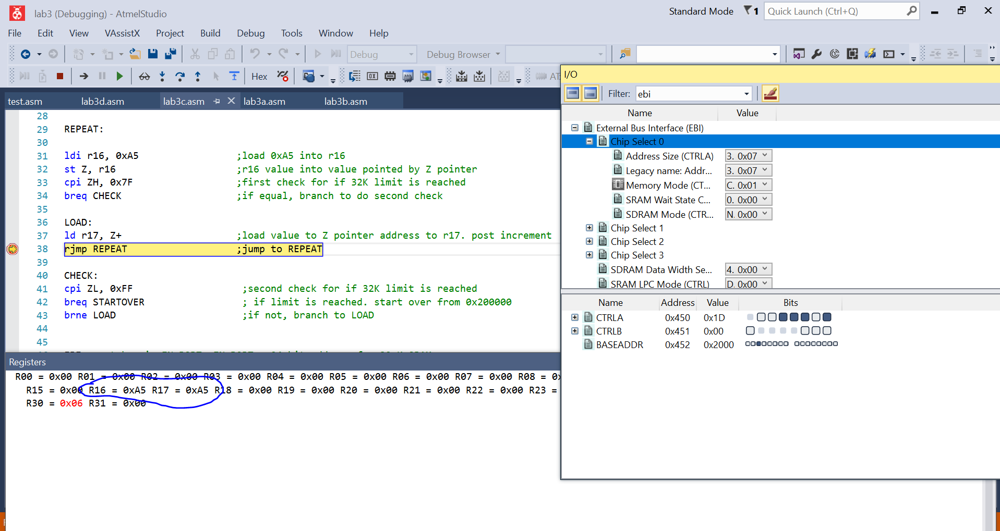 lab3 (Debugging) - AtmelStudio
Standard Mode
1
Quick Launch (Ctrl+Q)
File Edit View VAssistX Project Build Debug Tools Window Help
Debug
Debug Browser
Hex
test.asm lab3d.asm lab3c.asm lab3a.asm lab3b.asm
28
29 REPEAT:
30
31 ldi r16, 0xA5 ;load 0xA5 into r16
32 st Z, r16 ;r16 value into value pointed by Z pointer
33 cpi ZH, 0x7F ;first check for if 32K limit is reached
34 breq CHECK ;if equal, branch to do second check
35
36 LOAD:
37 ld r17, Z+ ;load value to Z pointer address to r17. post increment
38 rjmp REPEAT ;jump to REPEAT
39
40 CHECK:
41 cpi ZL, 0xFF ;second check for if 32K limit is reached
42 breq STARTOVER ; if limit is reached. start over from 0x200000
43 brne LOAD ;if not, branch to LOAD
44
45
Registers
R00 = 0x00 R01 = 0x00 R02 = 0x00 R03 = 0x00 R04 = 0x00 R05 = 0x00 R06 = 0x00 R07 = 0x00 R08 =
R15 = 0x00 R16 = 0xA5 R17 = 0xA5 R18 = 0x00 R19 = 0x00 R20 = 0x00 R21 = 0x00 R22 = 0x00 R23 =
R30 = 0x06 R31 = 0x00
I/O
Filter: ebi
Name Value
External Bus Interface (EBI)
Chip Select 0
Address Size (CTRLA) 3. 0x07
Legacy name: Addr... 3. 0x07
Memory Mode (CT... C. 0x01
SRAM Wait State C... 0. 0x00
SDRAM Mode (CTR... N. 0x00
Chip Select 1
Chip Select 2
Chip Select 3
SDRAM Data Width Se... 4. 0x00
SRAM LPC Mode (CTRL) D. 0x00
Name Address Value Bits
CTRLA 0x450 0x1D
CTRLB 0x451 0x00
BASEADDR 0x452 0x2000